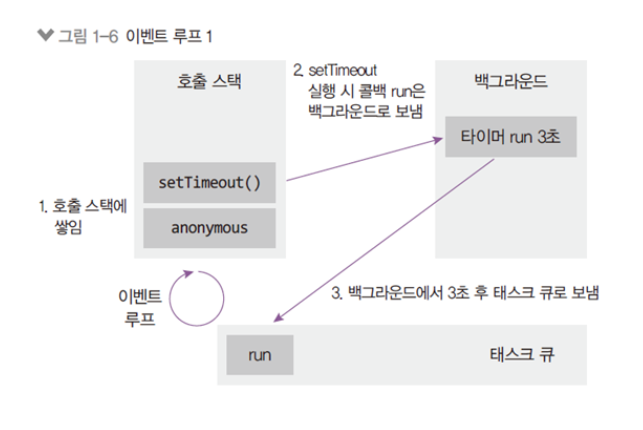 그림 1-6 이벤트 루프 1
호출 스택
2. setTimeout
실행 시 콜백 run은
백그라운드로 보냄
백그라운드
타이머 run 3초
setTimeout()
1. 호출 스택에
쌓임
anonymous
이벤트
루프
3. 백그라운드에서 3초 후 태스크 큐로 보냄
run
태스크 큐